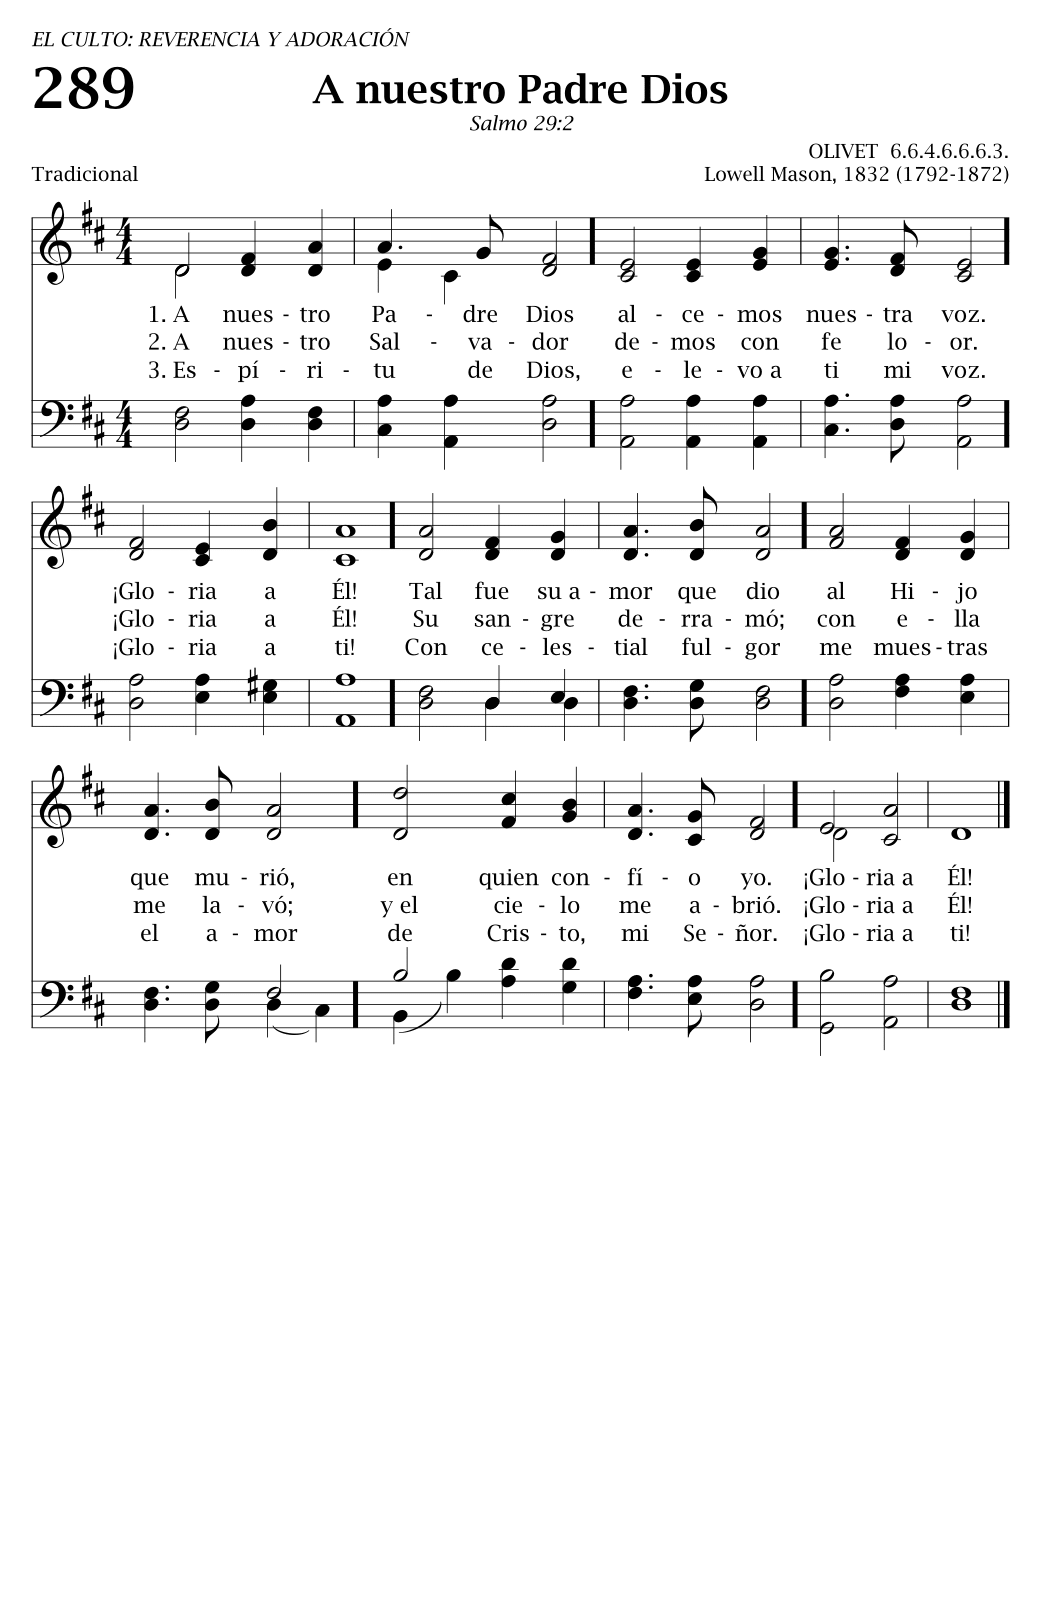 EL CULTO: REVERENCIA Y ADORACIÓN
289 A nuestro Padre Dios
Salmo 29:2
OLIVET 6.6.4.6.6.6.3.
Tradicional Lowell Mason, 1832 (1792-1872)
1. A nues - tro Pa - dre Dios al - ce - mos nues - tra voz.
2. A nues - tro Sal - va - dor de - mos con fe lo - or.
3. Es - pí - ri - tu de Dios, e - le - vo a ti mi voz.
¡Glo - ria a Él! Tal fue su a - mor que dio al Hi - jo
¡Glo - ria a Él! Su san - gre de - rra - mó; con e - lla
¡Glo - ria a ti! Con ce - les - tial ful - gor me mues - tras
que mu - rió, en quien con - fí - o yo. ¡Glo - ria a Él!
me la - vó; y el cie - lo me a - brió. ¡Glo - ria a Él!
el a - mor de Cris - to, mi Se - ñor. ¡Glo - ria a ti!